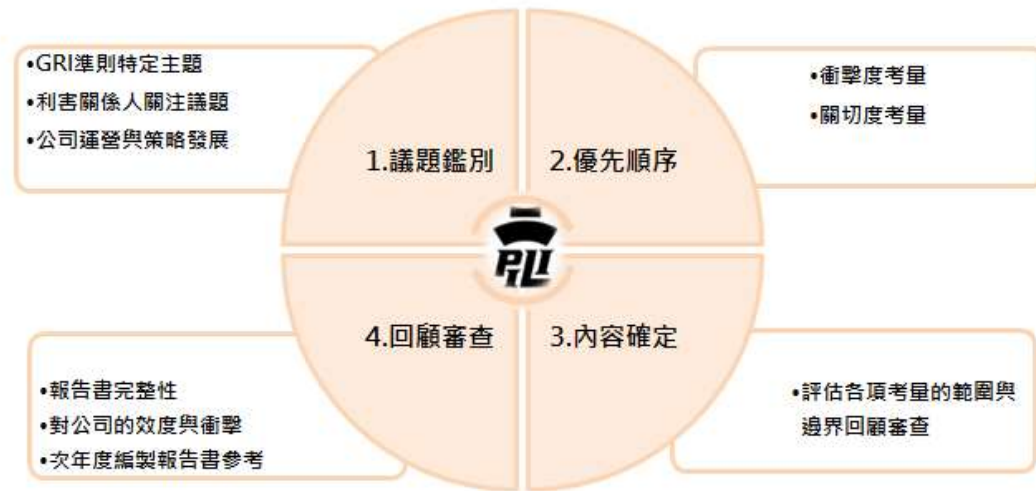 •GRI準則特定主題
•利害關係人關注議題
•公司運營與策略發展
1.議題鑑別
2.優先順序
•衝擊度考量
•關切度考量
PILI
4.回顧審查
3.內容確定
•報告書完整性
•對公司的效度與衝擊
•次年度編製報告書參考
•評估各項考量的範圍與
邊界回顧審查